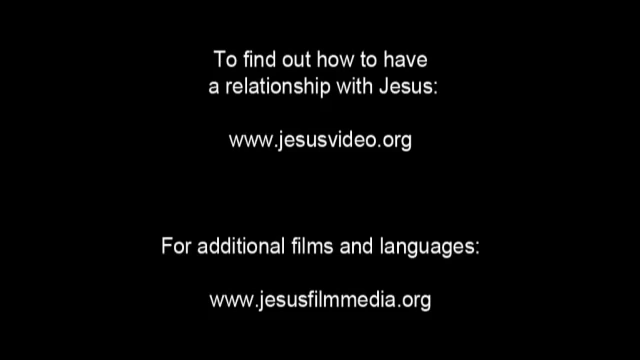 To find out how to have
a relationship with Jesus:
www.jesusvideo.org
For additional films and languages:
www.jesusfilmmedia.org